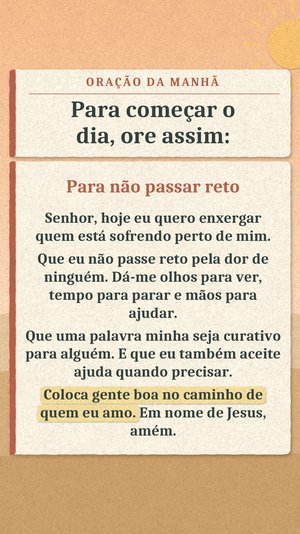 ORAÇÃO DA MANHÃ
Para começar o
dia, ore assim:
Para não passar reto
Senhor, hoje eu quero enxergar
quem está sofrendo perto de mim.
Que eu não passe reto pela dor de
ninguém. Dá-me olhos para ver,
tempo para parar e mãos para
ajudar.
Que uma palavra minha seja curativo
para alguém. E que eu também aceite
ajuda quando precisar.
Coloca gente boa no caminho de
quem eu amo. Em nome de Jesus,
amém.